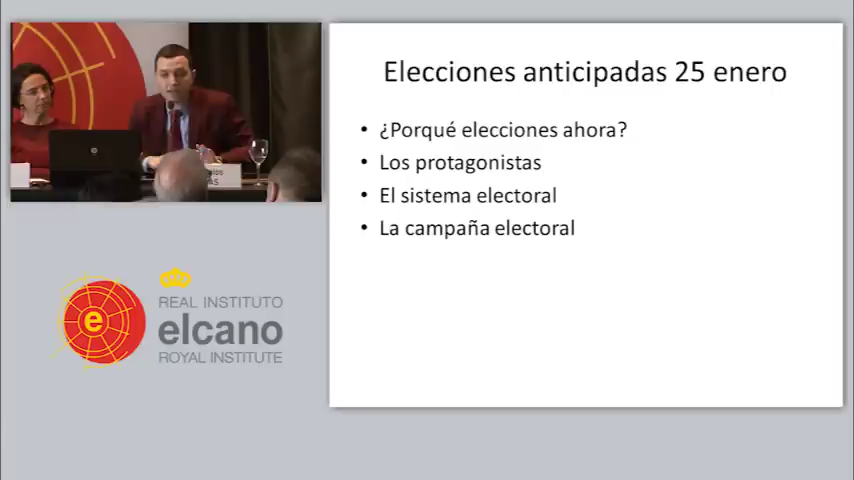 Elecciones anticipadas 25 enero
• ¿Porqué elecciones ahora?
• Los protagonistas
• El sistema electoral
• La campaña electoral
e
REAL INSTITUTO
elcano
ROYAL INSTITUTE